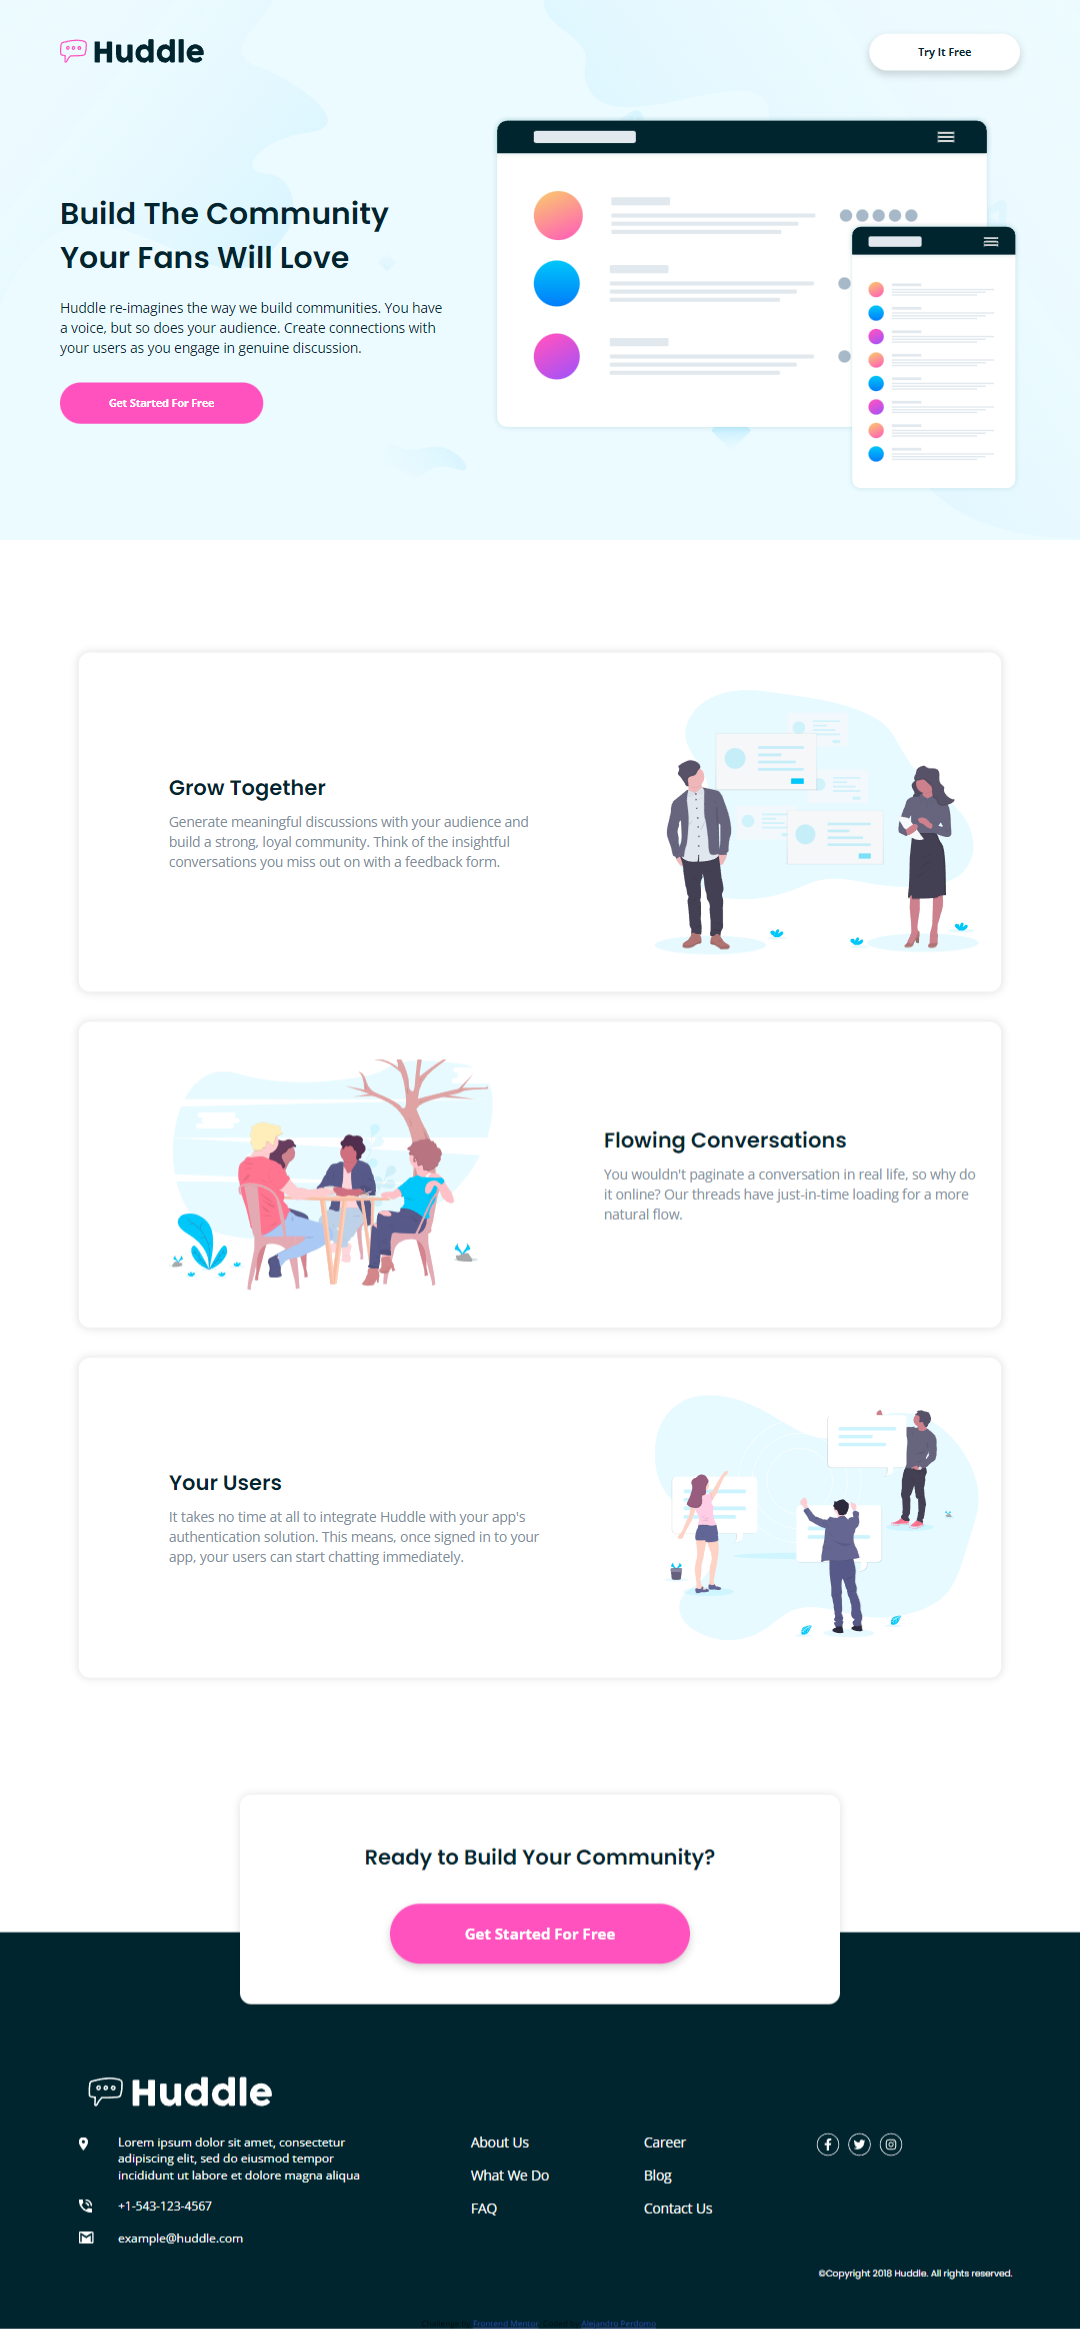 Huddle
Try It Free
Build The Community
Your Fans Will Love
Huddle re-imagines the way we build communities. You have
a voice, but so does your audience. Create connections with
your users as you engage in genuine discussion.
Get Started For Free
Grow Together
Generate meaningful discussions with your audience and
build a strong, loyal community. Think of the insightful
conversations you miss out on with a feedback form.
Flowing Conversations
You wouldn't paginate a conversation in real life, so why do
it online? Our threads have just-in-time loading for a more
natural flow.
Your Users
It takes no time at all to integrate Huddle with your app's
authentication solution. This means, once signed in to your
app, your users can start chatting immediately.
Ready to Build Your Community?
Get Started For Free
Huddle
Lorem ipsum dolor sit amet, consectetur
adipiscing elit, sed do eiusmod tempor
incididunt ut labore et dolore magna aliqua
+1-543-123-4567
example@huddle.com
About Us
What We Do
FAQ
Career
Blog
Contact Us
©Copyright 2018 Huddle. All rights reserved.
Challenge by Frontend Mentor. Coded by Alejandro Perdomo.